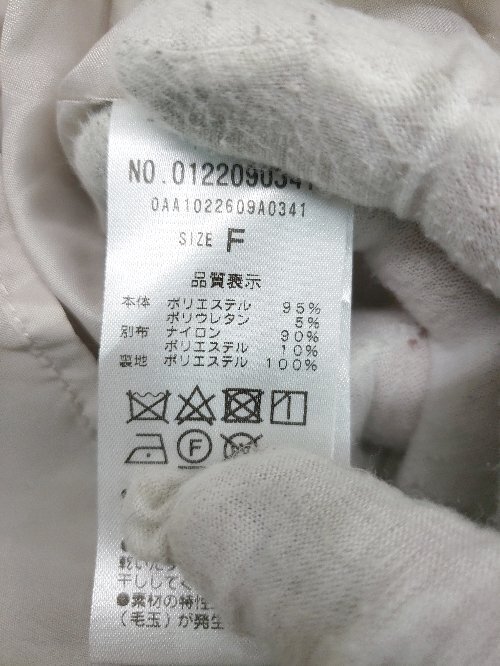 NO.0122090341
0AA1022609A0341
SIZE F
品質表示
本体 ポリエステル 95%
ポリウレタン 5%
別布 ナイロン 90%
ポリエステル 10%
裏地 ポリエステル 100%
F
干ししてく
●素材の特性
(毛玉)が発生